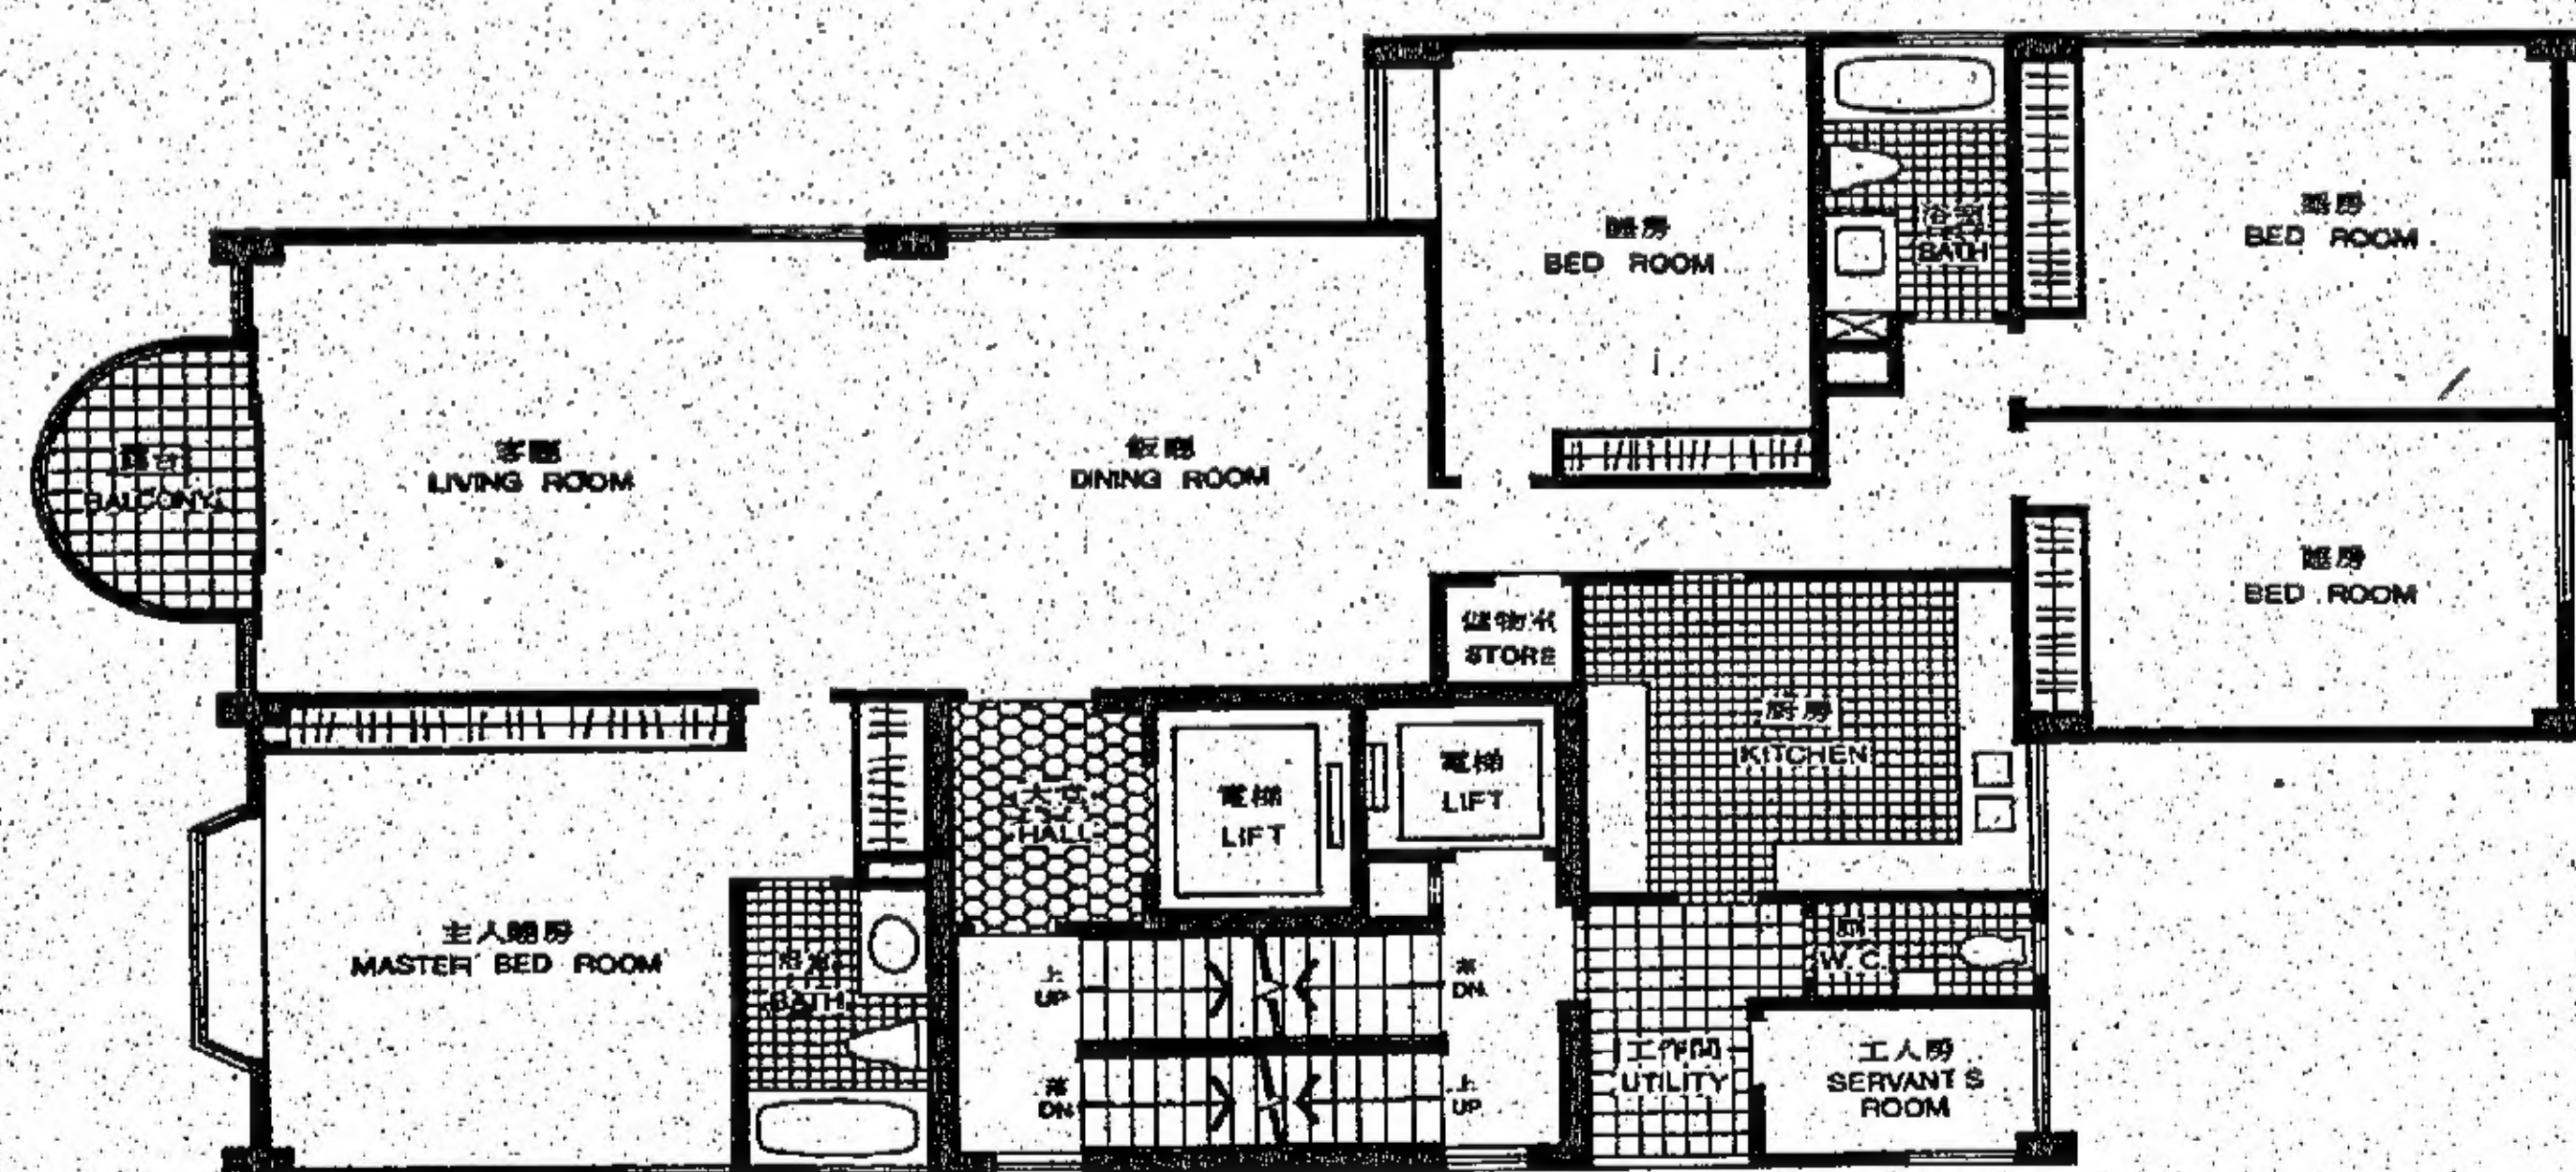 睡房
BED ROOM
浴室
BATH
睡房
BED ROOM
露台
BALCONY
客廳
LIVING ROOM
飯廳
DINING ROOM
睡房
BED ROOM
儲物室
STORE
廚房
KITCHEN
大堂
HALL
電梯
LIFT
電梯
LIFT
主人睡房
MASTER BED ROOM
浴室
BATH
上
UP
落
DN.
落
DN.
上
UP
W.C.
工作間
UTILITY
工人房
SERVANT'S
ROOM